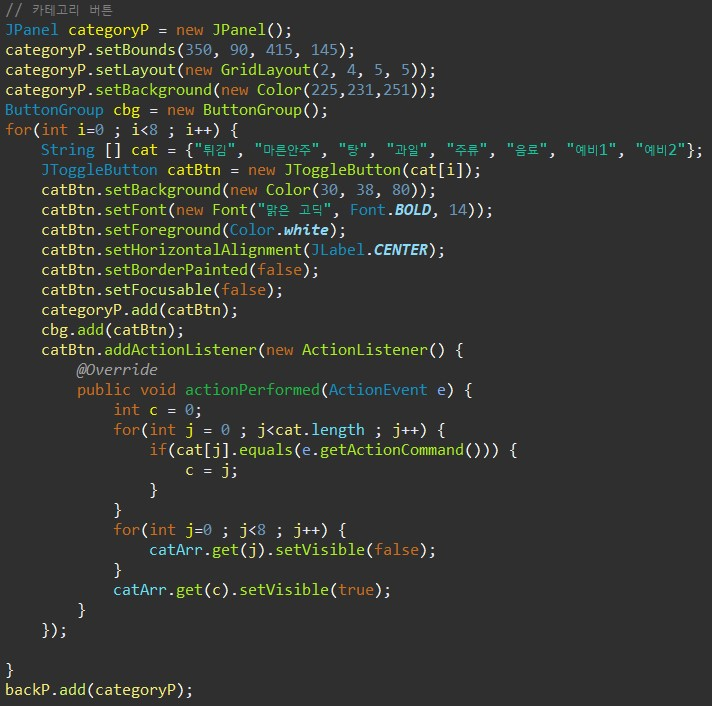 // 카테고리 버튼
JPanel categoryP = new JPanel();
categoryP.setBounds(350, 90, 415, 145);
categoryP.setLayout(new GridLayout(2, 4, 5, 5));
categoryP.setBackground(new Color(225,231,251));
ButtonGroup cbg = new ButtonGroup();
for(int i=0 ; i<8 ; i++) {
    String [] cat = {"튀김", "마른안주", "탕", "과일", "주류", "음료", "예비1", "예비2"};
    JToggleButton catBtn = new JToggleButton(cat[i]);
    catBtn.setBackground(new Color(30, 38, 80));
    catBtn.setFont(new Font("맑은 고딕", Font.BOLD, 14));
    catBtn.setForeground(Color.white);
    catBtn.setHorizontalAlignment(JLabel.CENTER);
    catBtn.setBorderPainted(false);
    catBtn.setFocusable(false);
    categoryP.add(catBtn);
    cbg.add(catBtn);
    catBtn.addActionListener(new ActionListener() {
        @Override
        public void actionPerformed(ActionEvent e) {
            int c = 0;
            for(int j = 0 ; j<cat.length ; j++) {
                if(cat[j].equals(e.getActionCommand())) {
                    c = j;
                }
            }
            for(int j=0 ; j<8 ; j++) {
                catArr.get(j).setVisible(false);
            }
            catArr.get(c).setVisible(true);
        }
    });

}
backP.add(categoryP);